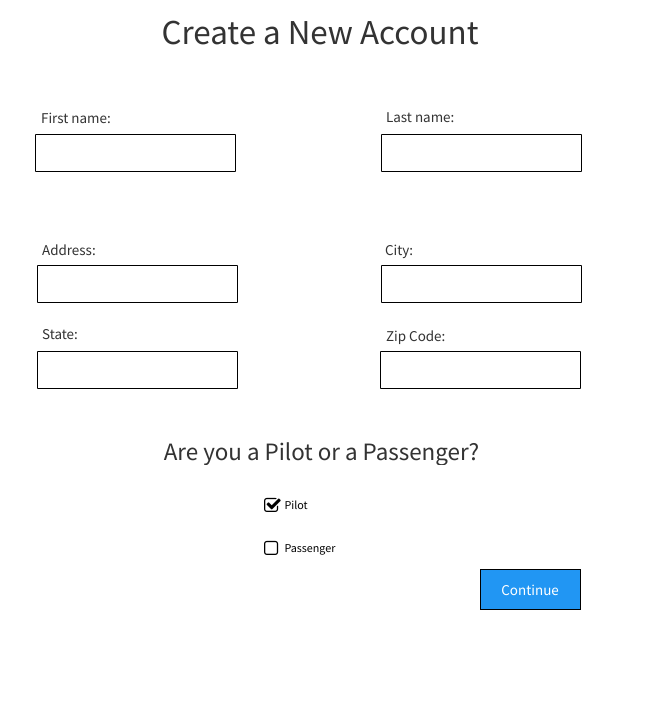 Create a New Account
First name:
Last name:
Address:
City:
State:
Zip Code:
Are you a Pilot or a Passenger?
Pilot
Passenger
Continue